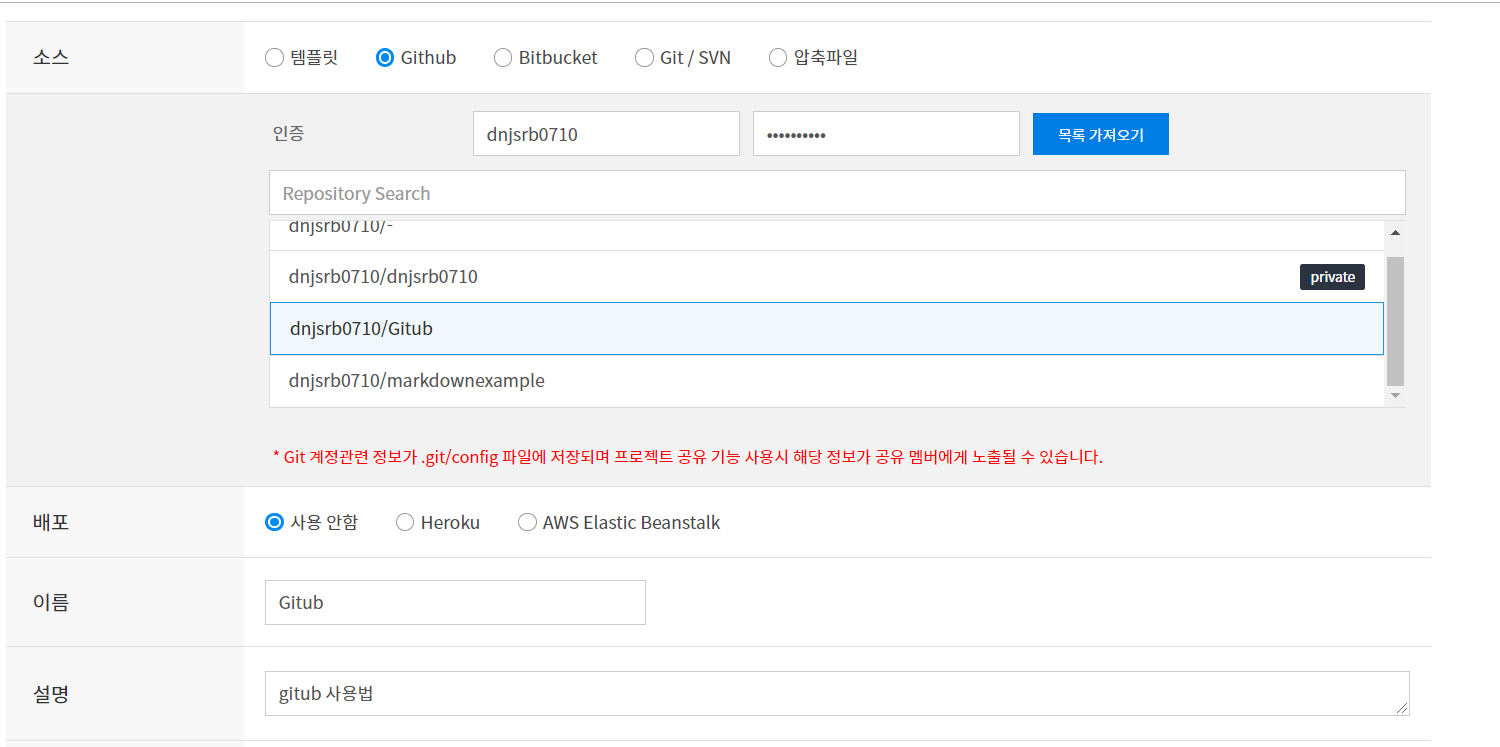 소스
템플릿 Github Bitbucket Git / SVN 압축파일
인증 dnjsrb0710 •••••••••• 목록 가져오기
Repository Search
dnjsrb0710/-
dnjsrb0710/dnjsrb0710 private
dnjsrb0710/Gitub
dnjsrb0710/markdownexample
* Git 계정관련 정보가 .git/config 파일에 저장되며 프로젝트 공유 기능 사용시 해당 정보가 공유 멤버에게 노출될 수 있습니다.
배포 사용 안함 Heroku AWS Elastic Beanstalk
이름 Gitub
설명 gitub 사용법